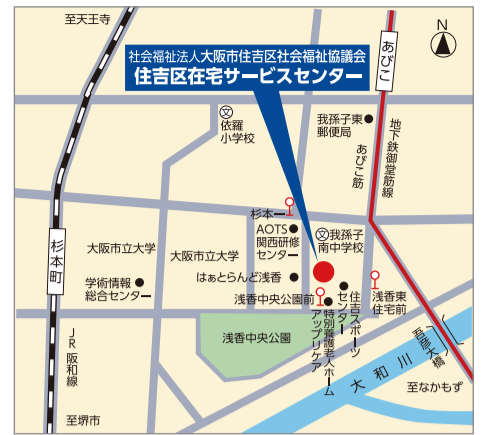 至天王寺
社会福祉法人大阪市住吉区社会福祉協議会
住吉区在宅サービスセンター
あびこ
N
文
依羅
小学校
我孫子東
郵便局
地下鉄御堂筋線
あびこ筋
杉本一
AOTS
関西研修
センター
文我孫子
南中学校
杉本町
大阪市立大学
大阪市立大学
はぁとらんど浅香
学術情報
総合センター
浅香中央公園前
住吉スポーツ
センター
特別養護老人ホーム
アップリケア
浅香東
住宅前
浅香中央公園
吾彦大橋
大和川
JR阪和線
至なかもず
至堺市